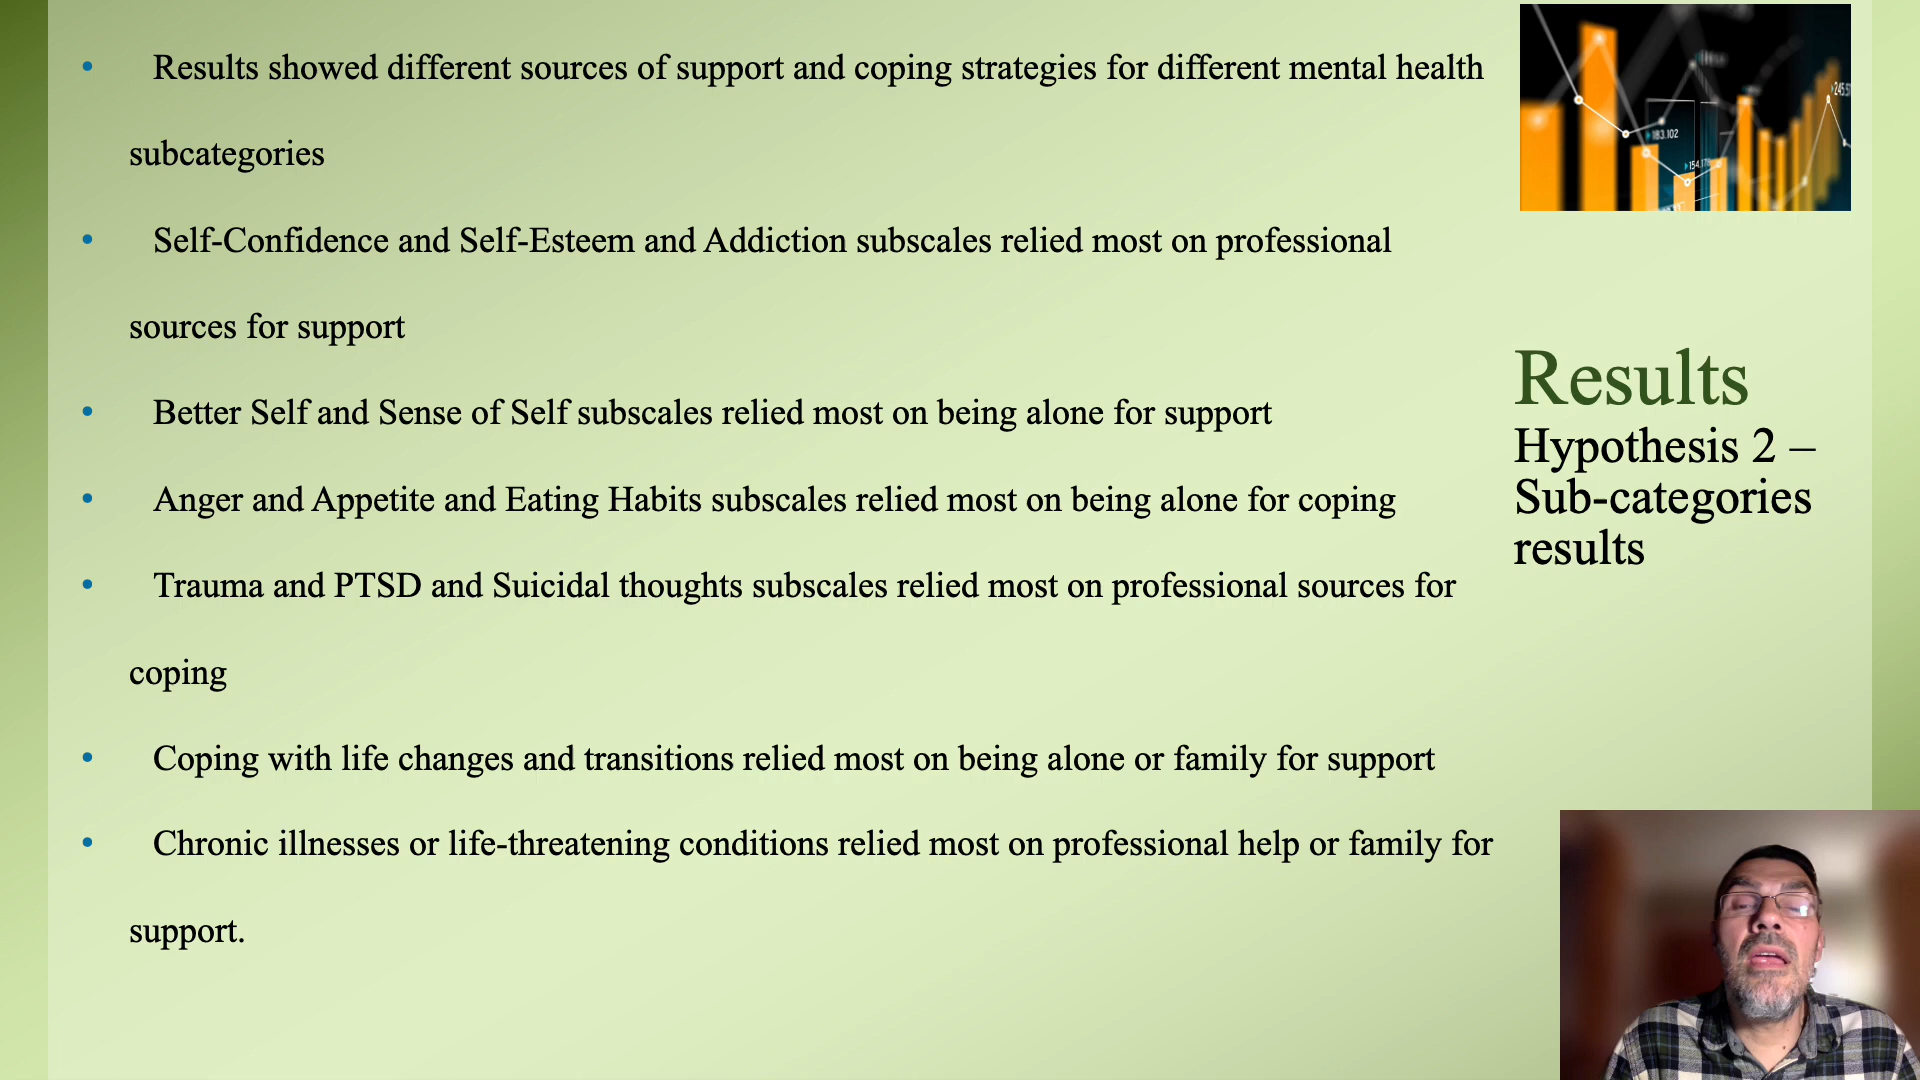 • Results showed different sources of support and coping strategies for different mental health
subcategories
• Self-Confidence and Self-Esteem and Addiction subscales relied most on professional
sources for support
• Better Self and Sense of Self subscales relied most on being alone for support
• Anger and Appetite and Eating Habits subscales relied most on being alone for coping
• Trauma and PTSD and Suicidal thoughts subscales relied most on professional sources for
coping
• Coping with life changes and transitions relied most on being alone or family for support
• Chronic illnesses or life-threatening conditions relied most on professional help or family for
support.
183.102
Results
Hypothesis 2 –
Sub-categories
results